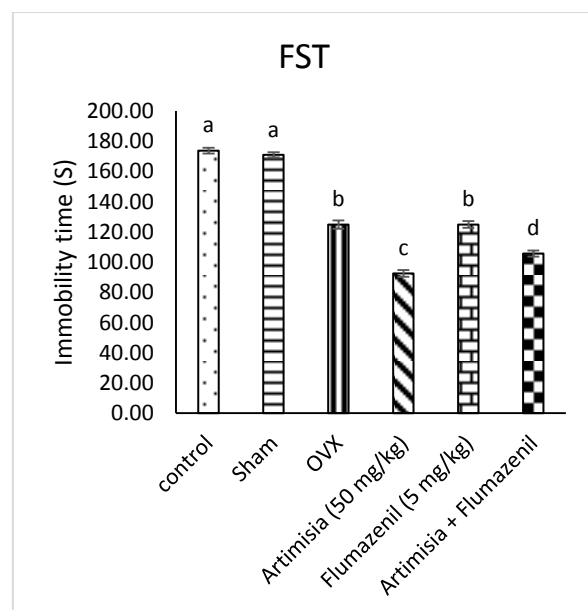 FST
Immobility time (S)
200.00
180.00
160.00
140.00
120.00
100.00
80.00
60.00
40.00
20.00
0.00
a
a
b
c
b
d
control
Sham
OVX
Artimisia (50 mg/kg)
Flumazenil (5 mg/kg)
Artimisia + Flumazenil